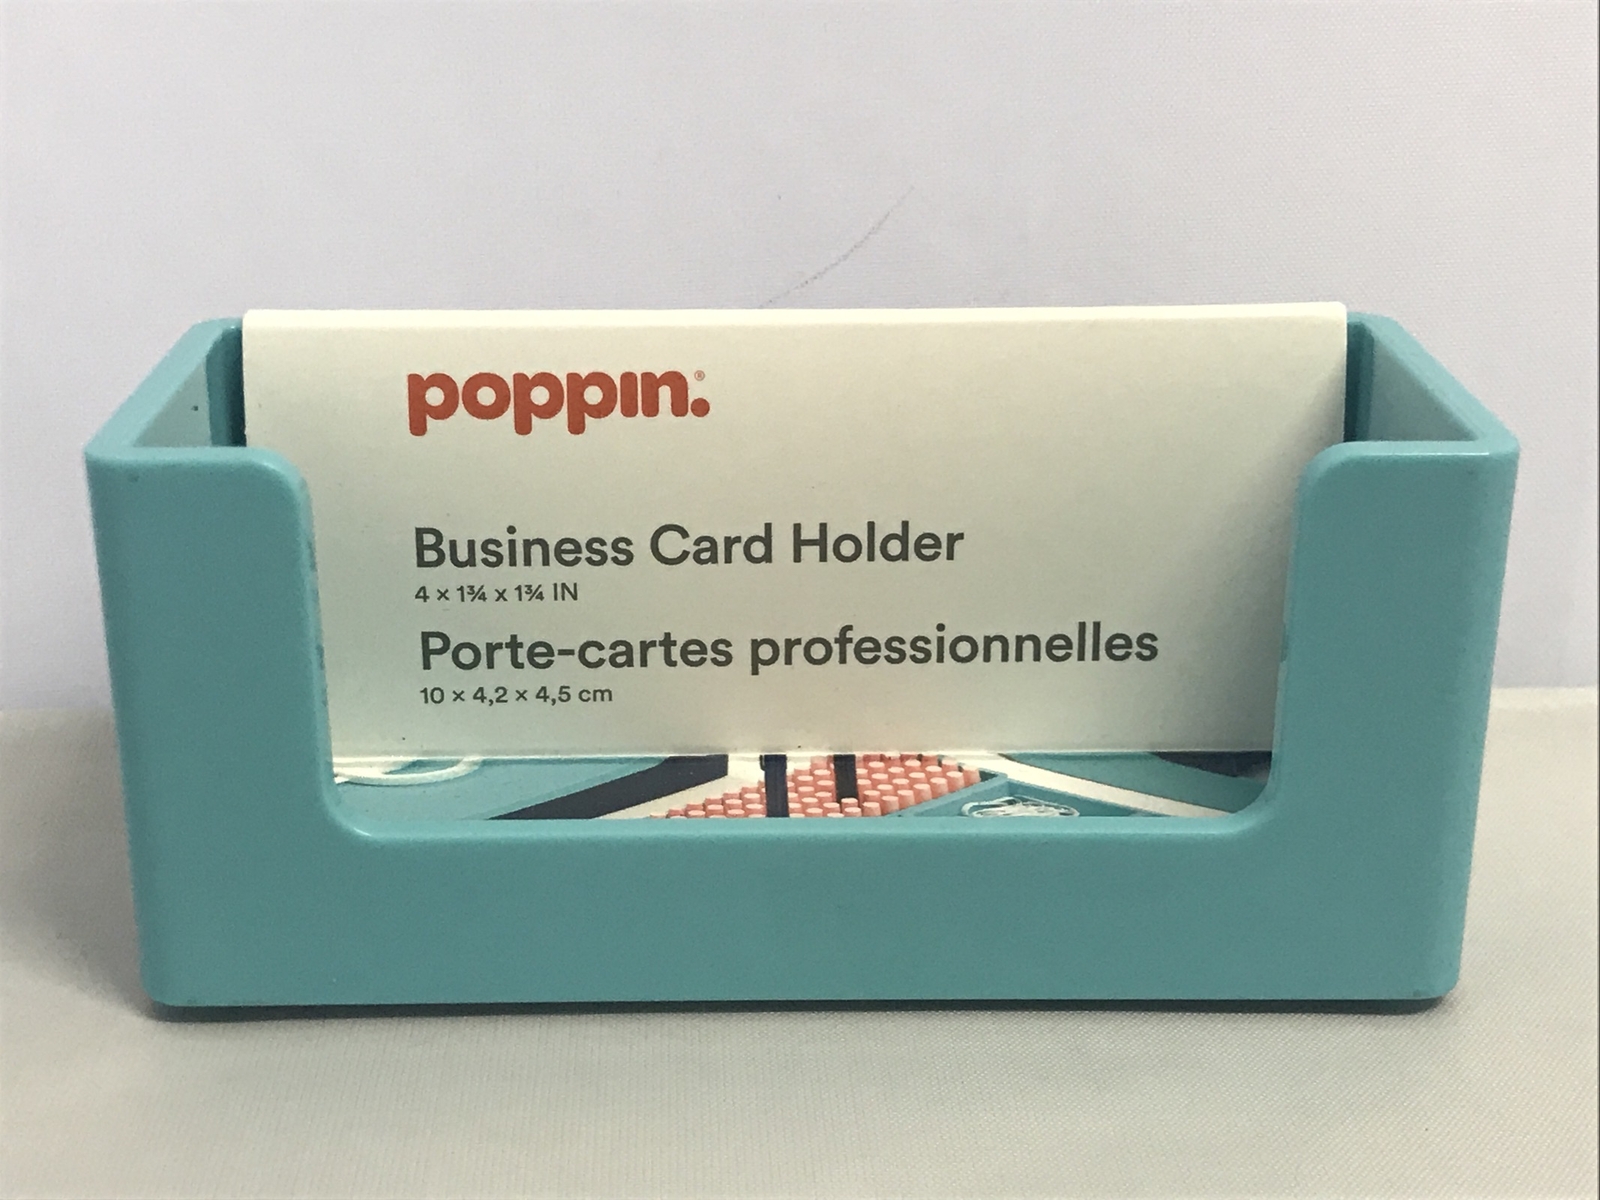 poppin.®
Business Card Holder
4 × 1¾ x 1¾ IN
Porte-cartes professionnelles
10 × 4,2 × 4,5 cm